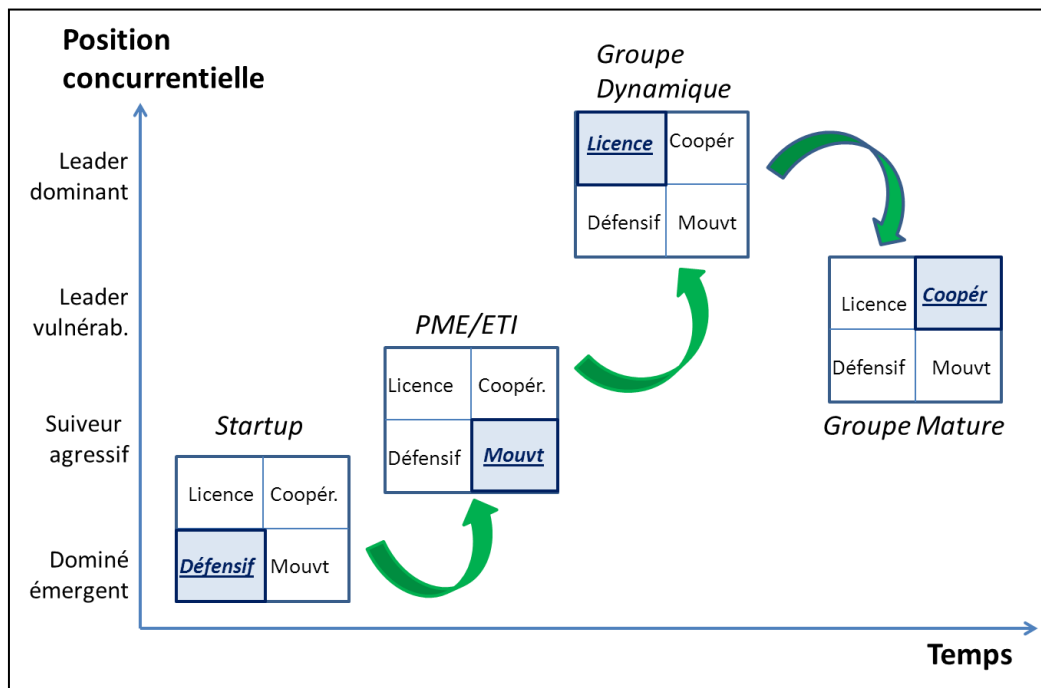 Position
concurrentielle
Groupe
Dynamique
Leader
dominant
Licence
Coopér
Défensif
Mouvt
Leader
vulnérab.
Licence
Coopér
Défensif
Mouvt
Groupe Mature
PME/ETI
Licence
Coopér.
Défensif
Mouvt
Suiveur
agressif
Startup
Licence
Coopér.
Défensif
Mouvt
Dominé
émergent
Temps